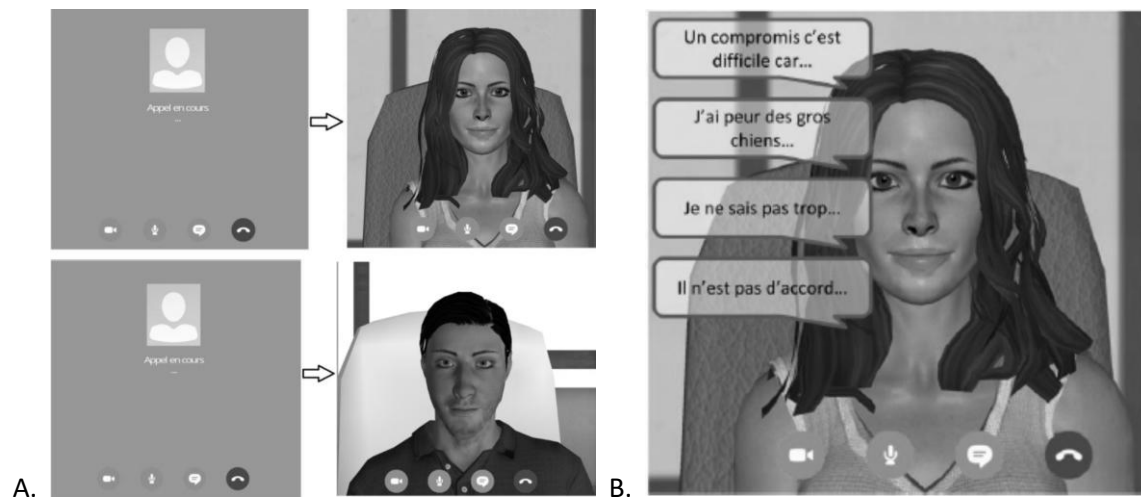 Appel en cours
...
Appel en cours
...
A.
Un compromis c'est
difficile car...
J'ai peur des gros
chiens...
Je ne sais pas trop...
Il n'est pas d'accord...
B.